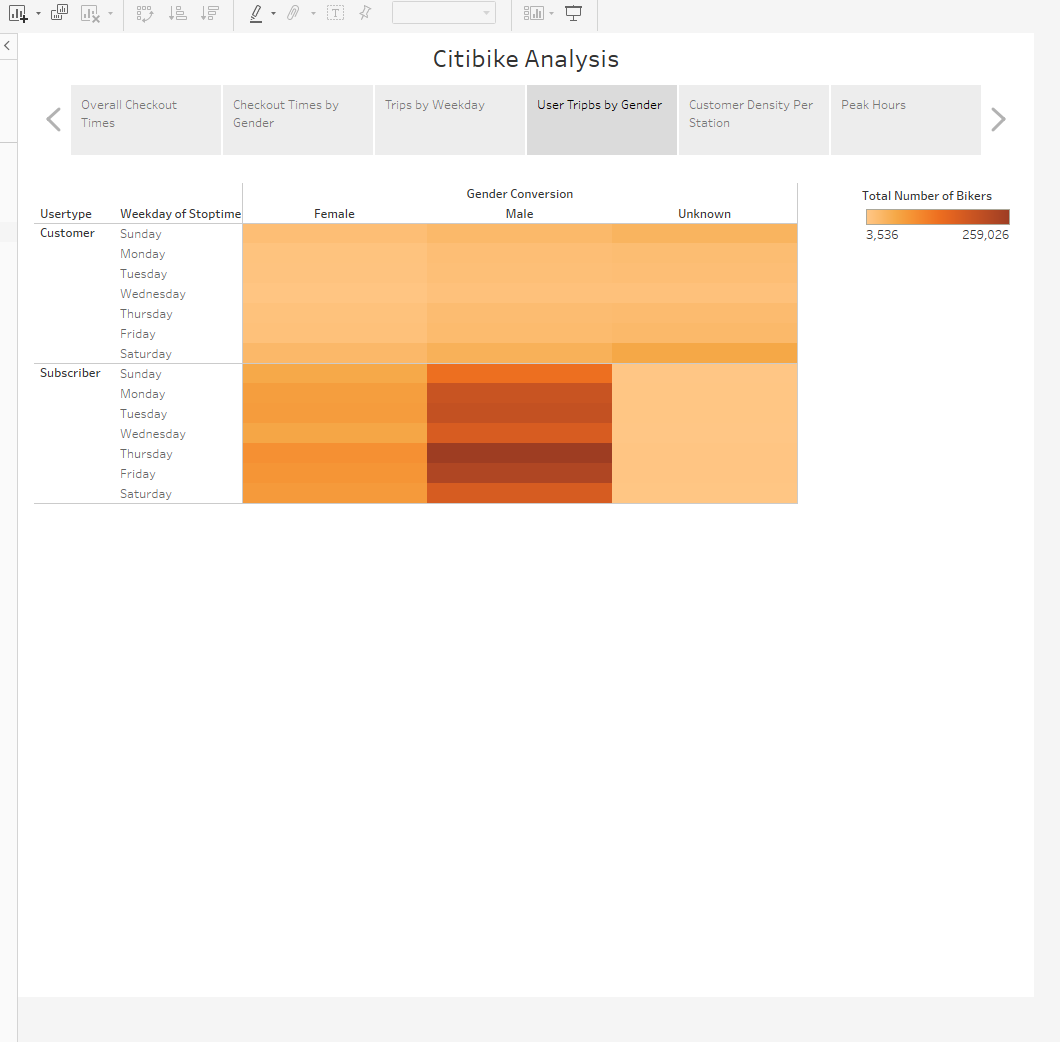 Citibike Analysis
Overall Checkout
Times
Checkout Times by
Gender
Trips by Weekday
User Tripbs by Gender
Customer Density Per
Station
Peak Hours
Gender Conversion
Usertype Weekday of Stoptime Female Male Unknown
Customer Sunday
Monday
Tuesday
Wednesday
Thursday
Friday
Saturday
Subscriber Sunday
Monday
Tuesday
Wednesday
Thursday
Friday
Saturday
Total Number of Bikers
3,536 259,026